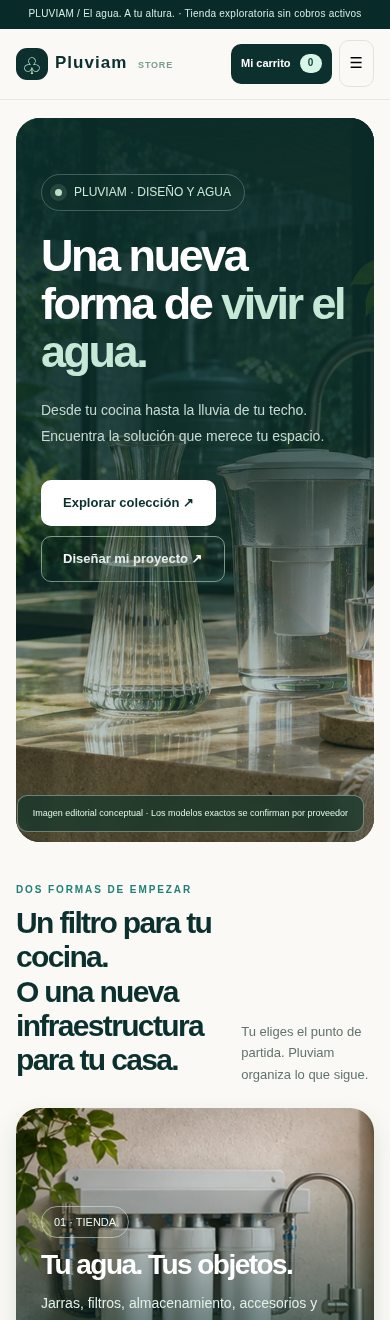 PLUVIAM / El agua. A tu altura. · Tienda exploratoria sin cobros activos
Pluviam STORE
Mi carrito 0
PLUVIAM · DISEÑO Y AGUA
Una nueva
forma de vivir el
agua.
Desde tu cocina hasta la lluvia de tu techo.
Encuentra la solución que merece tu espacio.
Explorar colección ↗
Diseñar mi proyecto ↗
Imagen editorial conceptual · Los modelos exactos se confirman por proveedor
DOS FORMAS DE EMPEZAR
Un filtro para tu
cocina.
O una nueva
infraestructura
para tu casa.
Tu eliges el punto de
partida. Pluviam
organiza lo que sigue.
01 · TIENDA
Tu agua. Tus objetos.
Jarras, filtros, almacenamiento, accesorios y